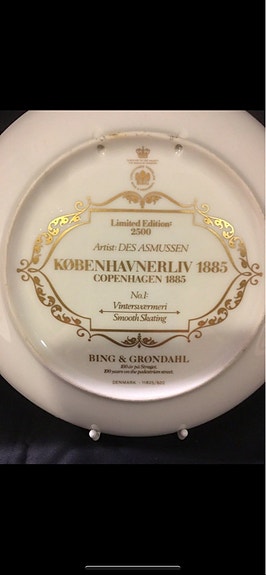 Limited Edition:
2500
Artist: DES ASMUSSEN
KØBENHAVNERLIV 1885
COPENHAGEN 1885
No.1:
Vintersværmeri
Smooth Skating
BING & GRØNDAHL
100 år på Strøget.
100 years on the pedestrian street.